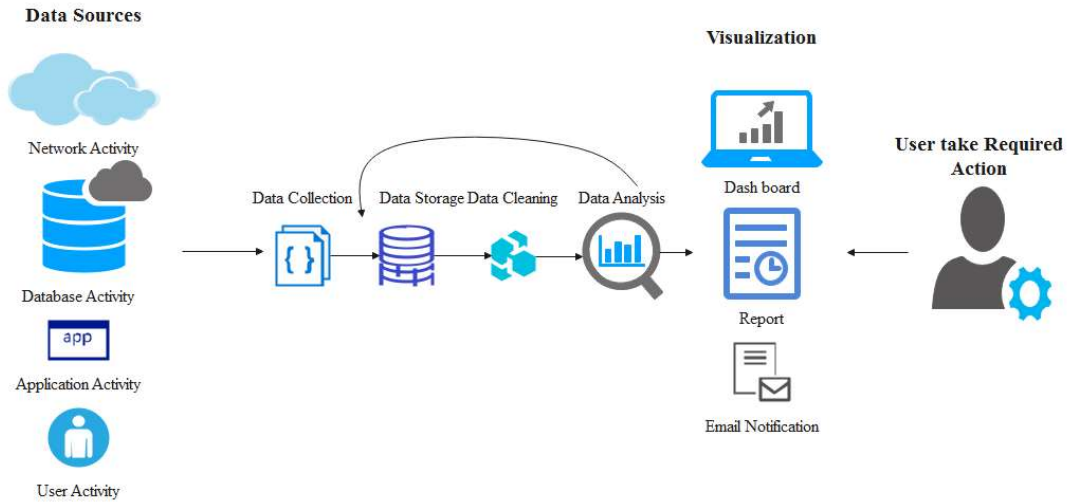 Data Sources
Network Activity
Database Activity
app
Application Activity
User Activity
Data Collection
{ }
Data Storage
Data Cleaning
Data Analysis
Visualization
Dash board
Report
Email Notification
User take Required
Action